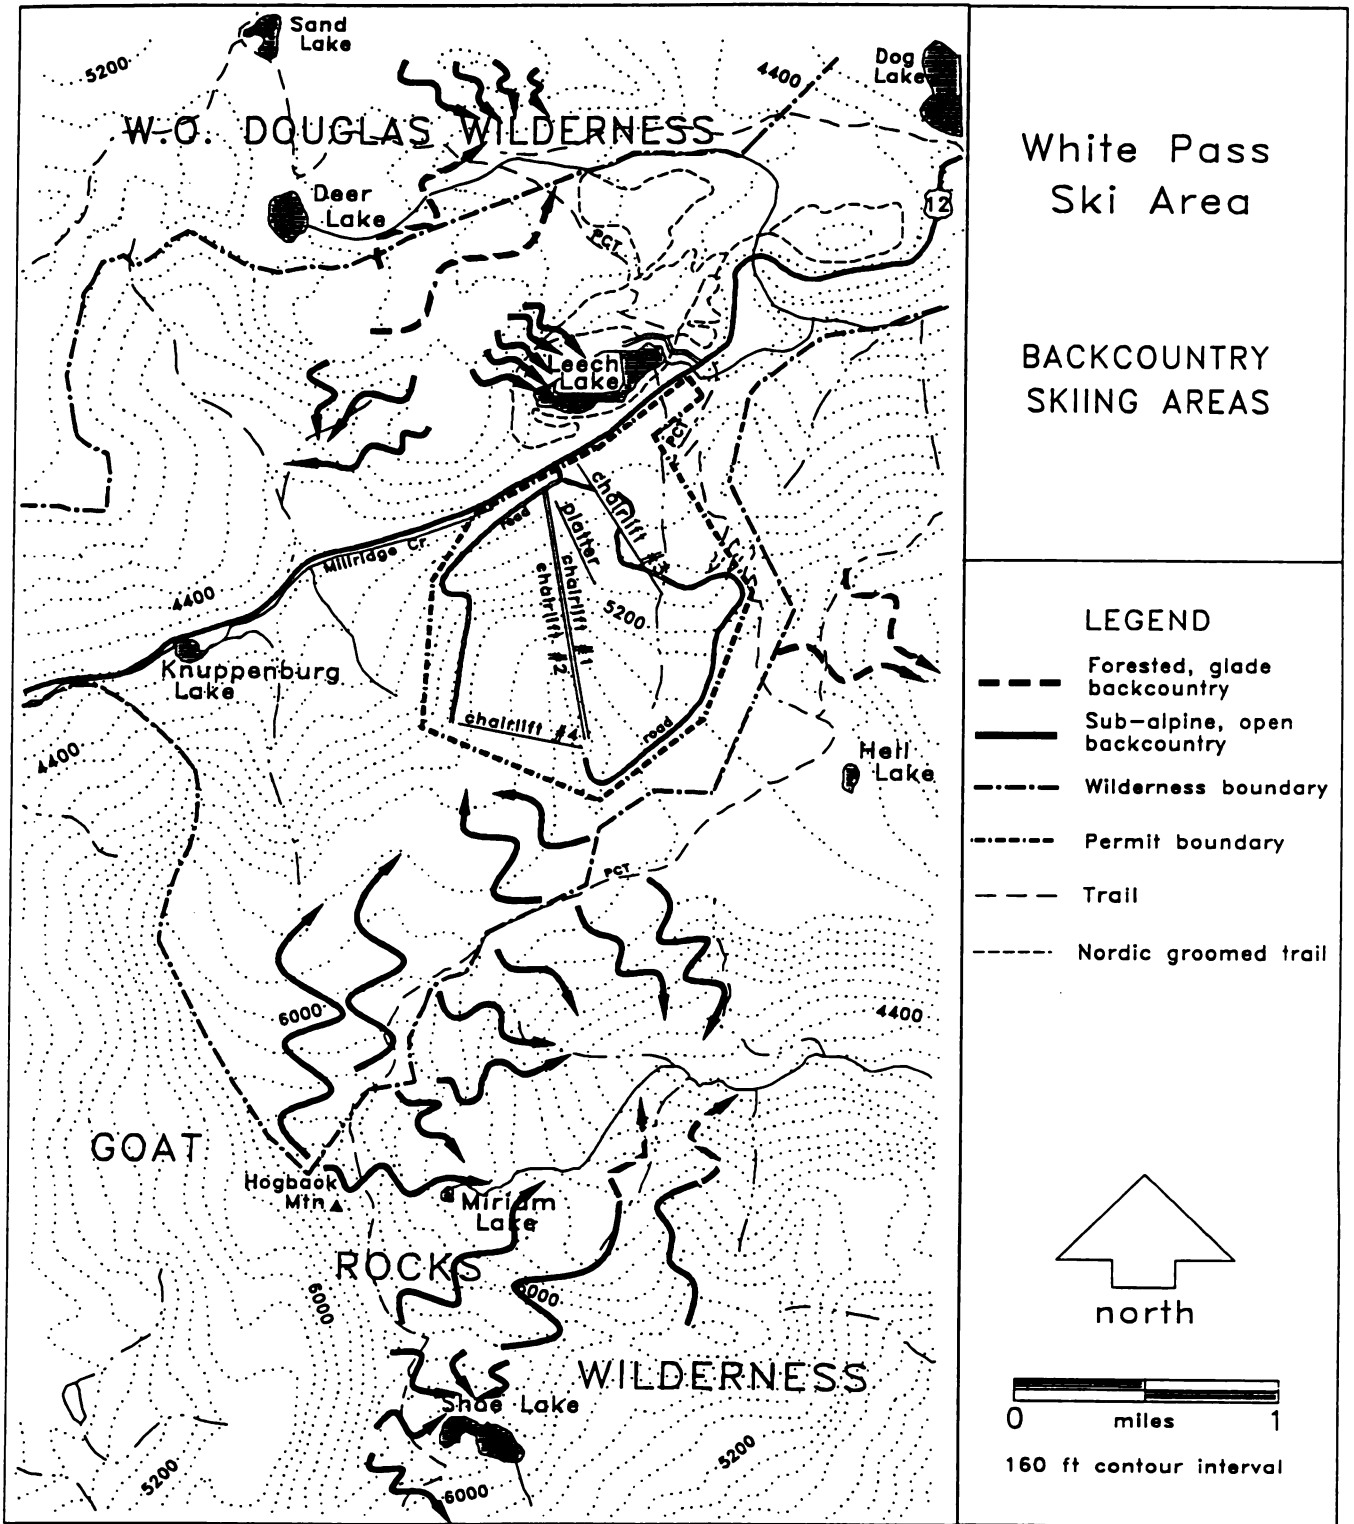 Sand
Lake
5200
Dog
Lake
4400
W.O. DOUGLAS WILDERNESS
Deer
Lake
12
PCT
Leech
Lake
PCT
chairlift #3
platter
road
chairlift #1
chairlift #2
Millridge Cr.
5200
4400
Knuppenburg
Lake
chairlift #4
road
4400
Hell
Lake
PCT
6000
4400
GOAT
Hogback
Mtn
Miriam
Lake
ROCKS
6000
6000
WILDERNESS
Shoe Lake
5200
5200
6000
White Pass
Ski Area
BACKCOUNTRY
SKIING AREAS
LEGEND
Forested, glade
backcountry
Sub-alpine, open
backcountry
Wilderness boundary
Permit boundary
Trail
Nordic groomed trail
north
0 miles 1
160 ft contour interval